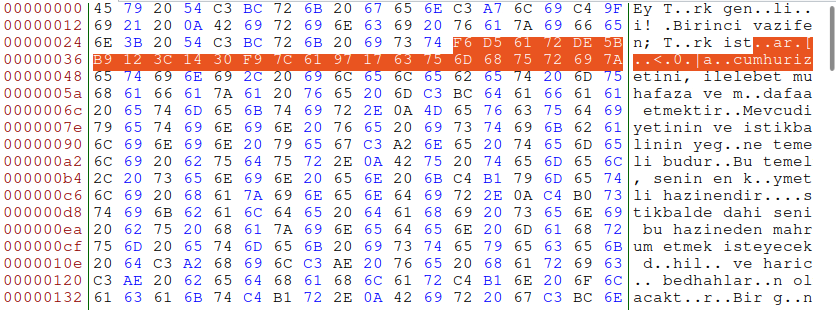 00000000 45 79 20 54 C3 BC 72 6B 20 67 65 6E C3 A7 6C 69 C4 9F Ey T..rk gen..li..
00000012 69 21 20 0A 42 69 72 69 6E 63 69 20 76 61 7A 69 66 65 i! .Birinci vazife
00000024 6E 3B 20 54 C3 BC 72 6B 20 69 73 74 F6 D5 61 72 DE 5B n; T..rk ist..ar.[
00000036 B9 12 3C 14 30 F9 7C 61 97 17 63 75 6D 68 75 72 69 7A ..<.0.|a..cumhuriz
00000048 65 74 69 6E 69 2C 20 69 6C 65 6C 65 62 65 74 20 6D 75 etini, ilelebet mu
0000005a 68 61 66 61 7A 61 20 76 65 20 6D C3 BC 64 61 66 61 61 hafaza ve m..dafaa
0000006c 20 65 74 6D 65 6B 74 69 72 2E 0A 4D 65 76 63 75 64 69 etmektir..Mevcudi
0000007e 79 65 74 69 6E 69 6E 20 76 65 20 69 73 74 69 6B 62 61 yetinin ve istikba
00000090 6C 69 6E 69 6E 20 79 65 67 C3 A2 6E 65 20 74 65 6D 65 linin yeg..ne teme
000000a2 6C 69 20 62 75 64 75 72 2E 0A 42 75 20 74 65 6D 65 6C li budur..Bu temel
000000b4 2C 20 73 65 6E 69 6E 20 65 6E 20 6B C4 B1 79 6D 65 74 , senin en k..ymet
000000c6 6C 69 20 68 61 7A 69 6E 65 6E 64 69 72 2E 0A C4 B0 73 li hazinendir....s
000000d8 74 69 6B 62 61 6C 64 65 20 64 61 68 69 20 73 65 6E 69 tikbalde dahi seni
000000ea 20 62 75 20 68 61 7A 69 6E 65 64 65 6E 20 6D 61 68 72 bu hazineden mahr
000000cf 75 6D 20 65 74 6D 65 6B 20 69 73 74 65 79 65 63 65 6B um etmek isteyecek
0000010e 20 64 C3 A2 68 69 6C C3 AE 20 76 65 20 68 61 72 69 63 d..hil.. ve haric
00000120 C3 AE 20 62 65 64 68 61 68 6C 61 72 C4 B1 6E 20 6F 6C .. bedhahlar..n ol
00000132 61 63 61 6B 74 C4 B1 72 2E 0A 42 69 72 20 67 C3 BC 6E acakt..r..Bir g..n